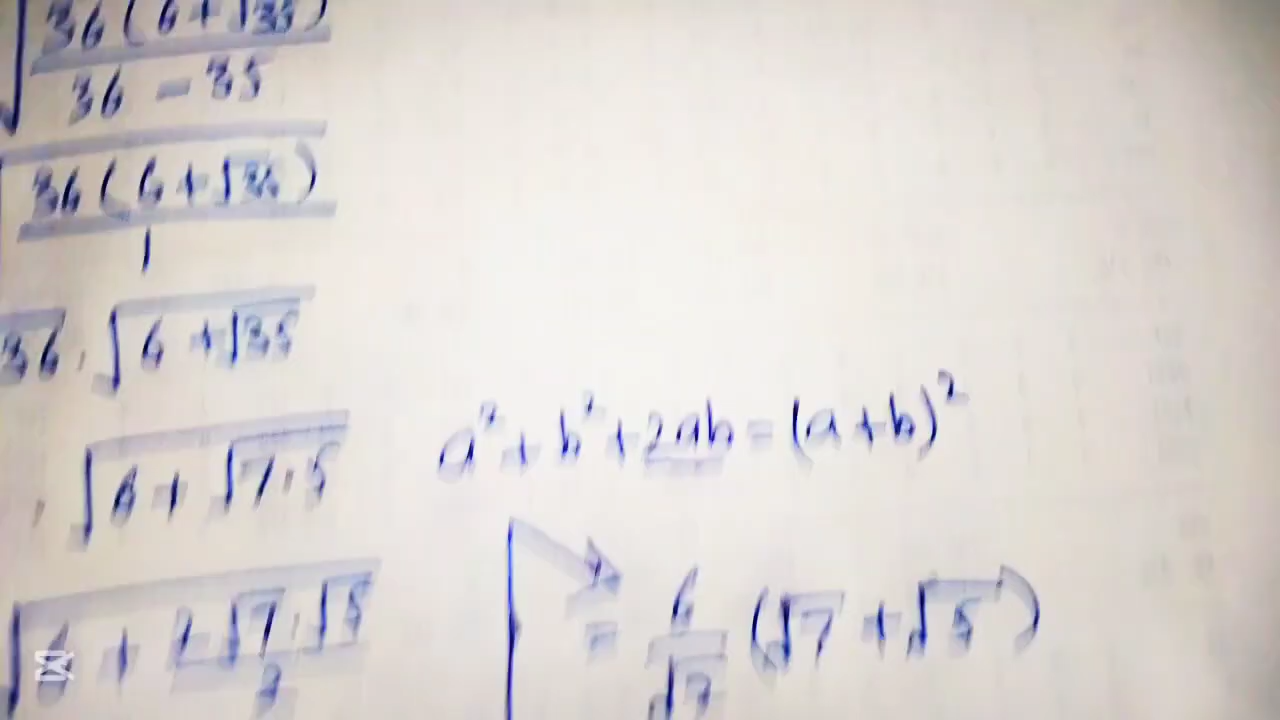 √36(6+√35)
36 - 35
√36(6+√35)
1
√36 . √6+√35
. √6+√7.5
a² + b² + 2ab = (a+b)²
√6 + 2√7.√5
2
= 6/√2 (√7 + √5)